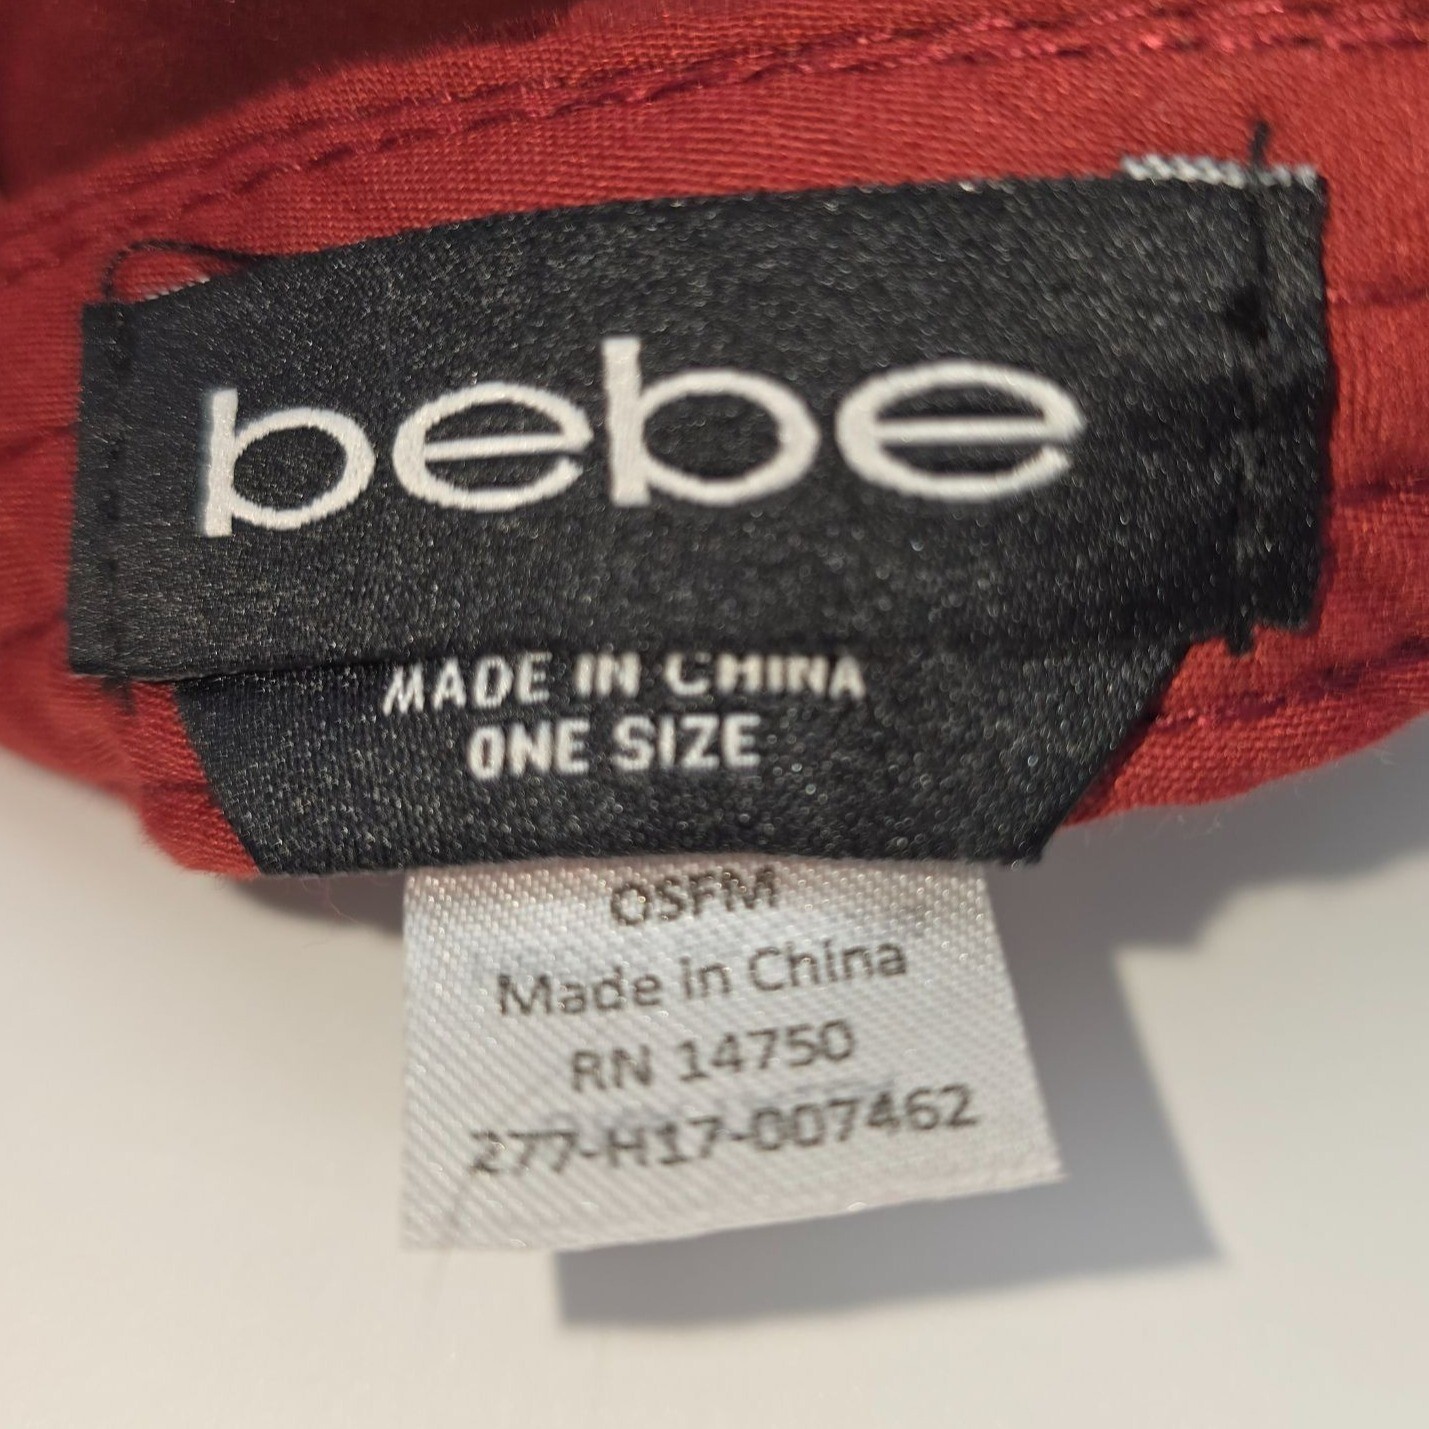 bebe
MADE IN CHINA
ONE SIZE
OSFM
Made in China
RN 14750
277-H17-007462